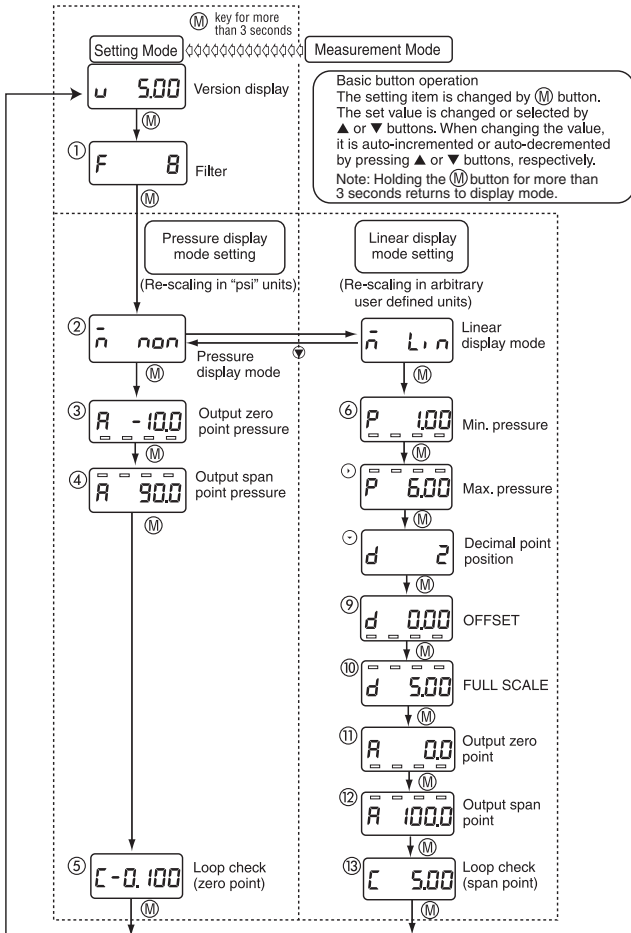 Ⓜ key for more
than 3 seconds
Setting Mode
Measurement Mode
u 5.00
Version display
Ⓜ
Basic button operation
The setting item is changed by Ⓜ button.
The set value is changed or selected by
▲ or ▼ buttons. When changing the value,
it is auto-incremented or auto-decremented
by pressing ▲ or ▼ buttons, respectively.
Note: Holding the Ⓜ button for more than
3 seconds returns to display mode.
① F 8
Filter
Ⓜ
Pressure display
mode setting
(Re-scaling in "psi" units)
Linear display
mode setting
(Re-scaling in arbitrary
user defined units)
② n̄ non
Pressure
display mode
Ⓜ
▼
n̄ Lin
Linear
display mode
Ⓜ
③ A -10.0
Output zero
point pressure
Ⓜ
④ A 90.0
Output span
point pressure
Ⓜ
⑥ P 1.00
Min. pressure
Ⓜ
P 6.00
Max. pressure
Ⓜ
d 2
Decimal point
position
Ⓜ
⑨ d 0.00
OFFSET
Ⓜ
⑩ d 5.00
FULL SCALE
Ⓜ
⑪ A 0.0
Output zero
point
Ⓜ
⑫ A 100.0
Output span
point
Ⓜ
⑤ C-0.100
Loop check
(zero point)
Ⓜ
⑬ C 5.00
Loop check
(span point)
Ⓜ